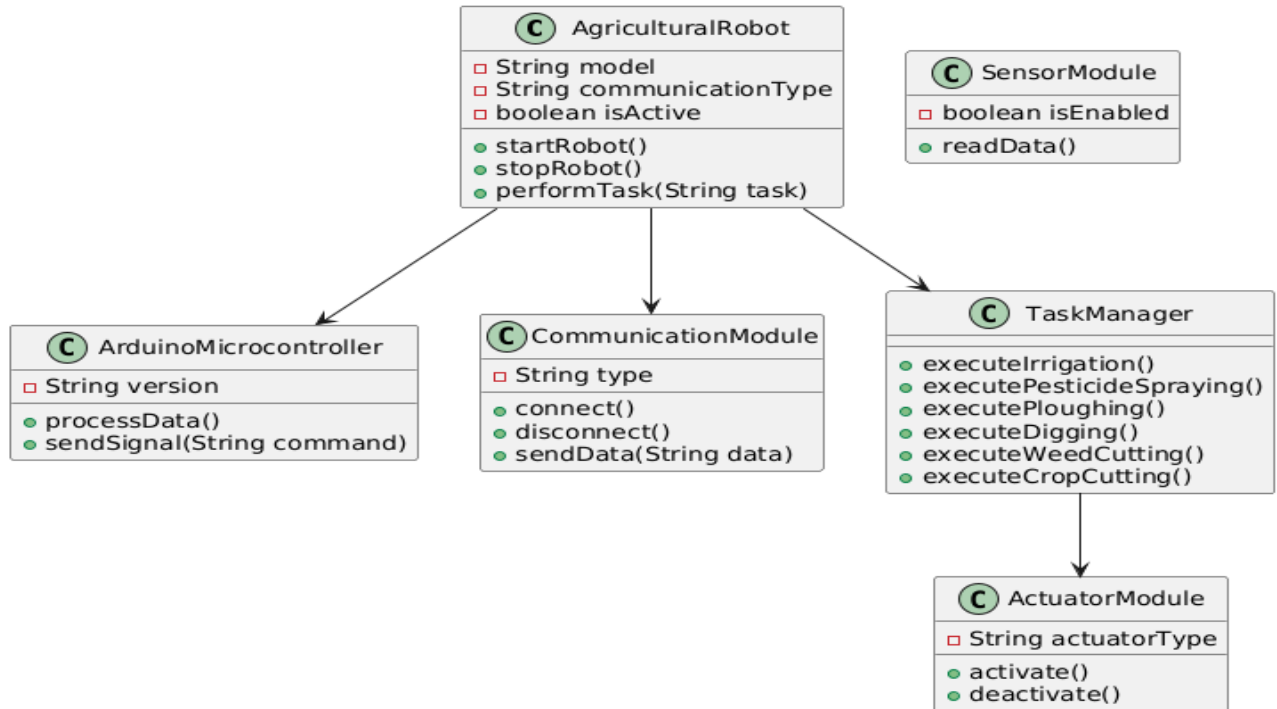 C AgriculturalRobot
String model
String communicationType
boolean isActive
startRobot()
stopRobot()
performTask(String task)
C SensorModule
boolean isEnabled
readData()
C ArduinoMicrocontroller
String version
processData()
sendSignal(String command)
C CommunicationModule
String type
connect()
disconnect()
sendData(String data)
C TaskManager
executeIrrigation()
executePesticideSpraying()
executePloughing()
executeDigging()
executeWeedCutting()
executeCropCutting()
C ActuatorModule
String actuatorType
activate()
deactivate()